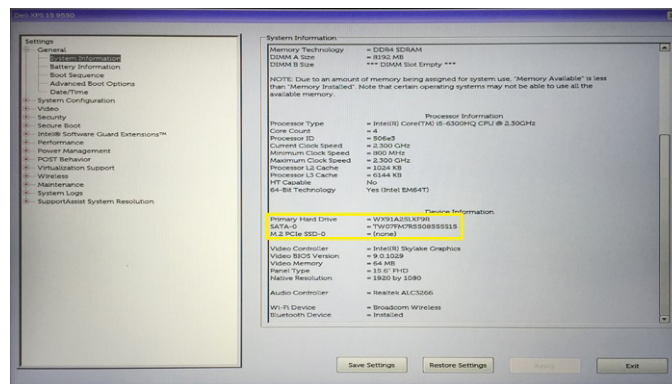 Dell XPS 15 9550
Settings
General
System Information
Battery Information
Boot Sequence
Advanced Boot Options
Date/Time
System Configuration
Video
Security
Secure Boot
Intel® Software Guard Extensions™
Performance
Power Management
POST Behavior
Virtualization Support
Wireless
Maintenance
System Logs
SupportAssist System Resolution
System Information
Memory Technology = DDR4 SDRAM
DIMM A Size = 8192 MB
DIMM B Size *** DIMM Slot Empty ***
NOTE: Due to an amount of memory being assigned for system use, "Memory Available" is less
than "Memory Installed". Note that certain operating systems may not be able to use all the
available memory.
Processor Information
Processor Type = Intel(R) Core(TM) i5-6300HQ CPU @ 2.30GHz
Core Count = 4
Processor ID = 506e3
Current Clock Speed = 2.300 GHz
Minimum Clock Speed = 800 MHz
Maximum Clock Speed = 2.300 GHz
Processor L2 Cache = 1024 KB
Processor L3 Cache = 6144 KB
HT Capable No
64-Bit Technology Yes (Intel EM64T)
Device Information
Primary Hard Drive = WX91A25LKP9R
SATA-0
M.2 PCIe SSD-0 = (none)
Video Controller = Intel(R) Skylake Graphics
Video BIOS Version = 9.0.1029
Video Memory = 64 MB
Panel Type = 15.6" FHD
Native Resolution = 1920 by 1080
Audio Controller = Realtek ALC3266
Wi-Fi Device = Broadcom Wireless
Bluetooth Device = Installed
Save Settings
Restore Settings
Apply
Exit